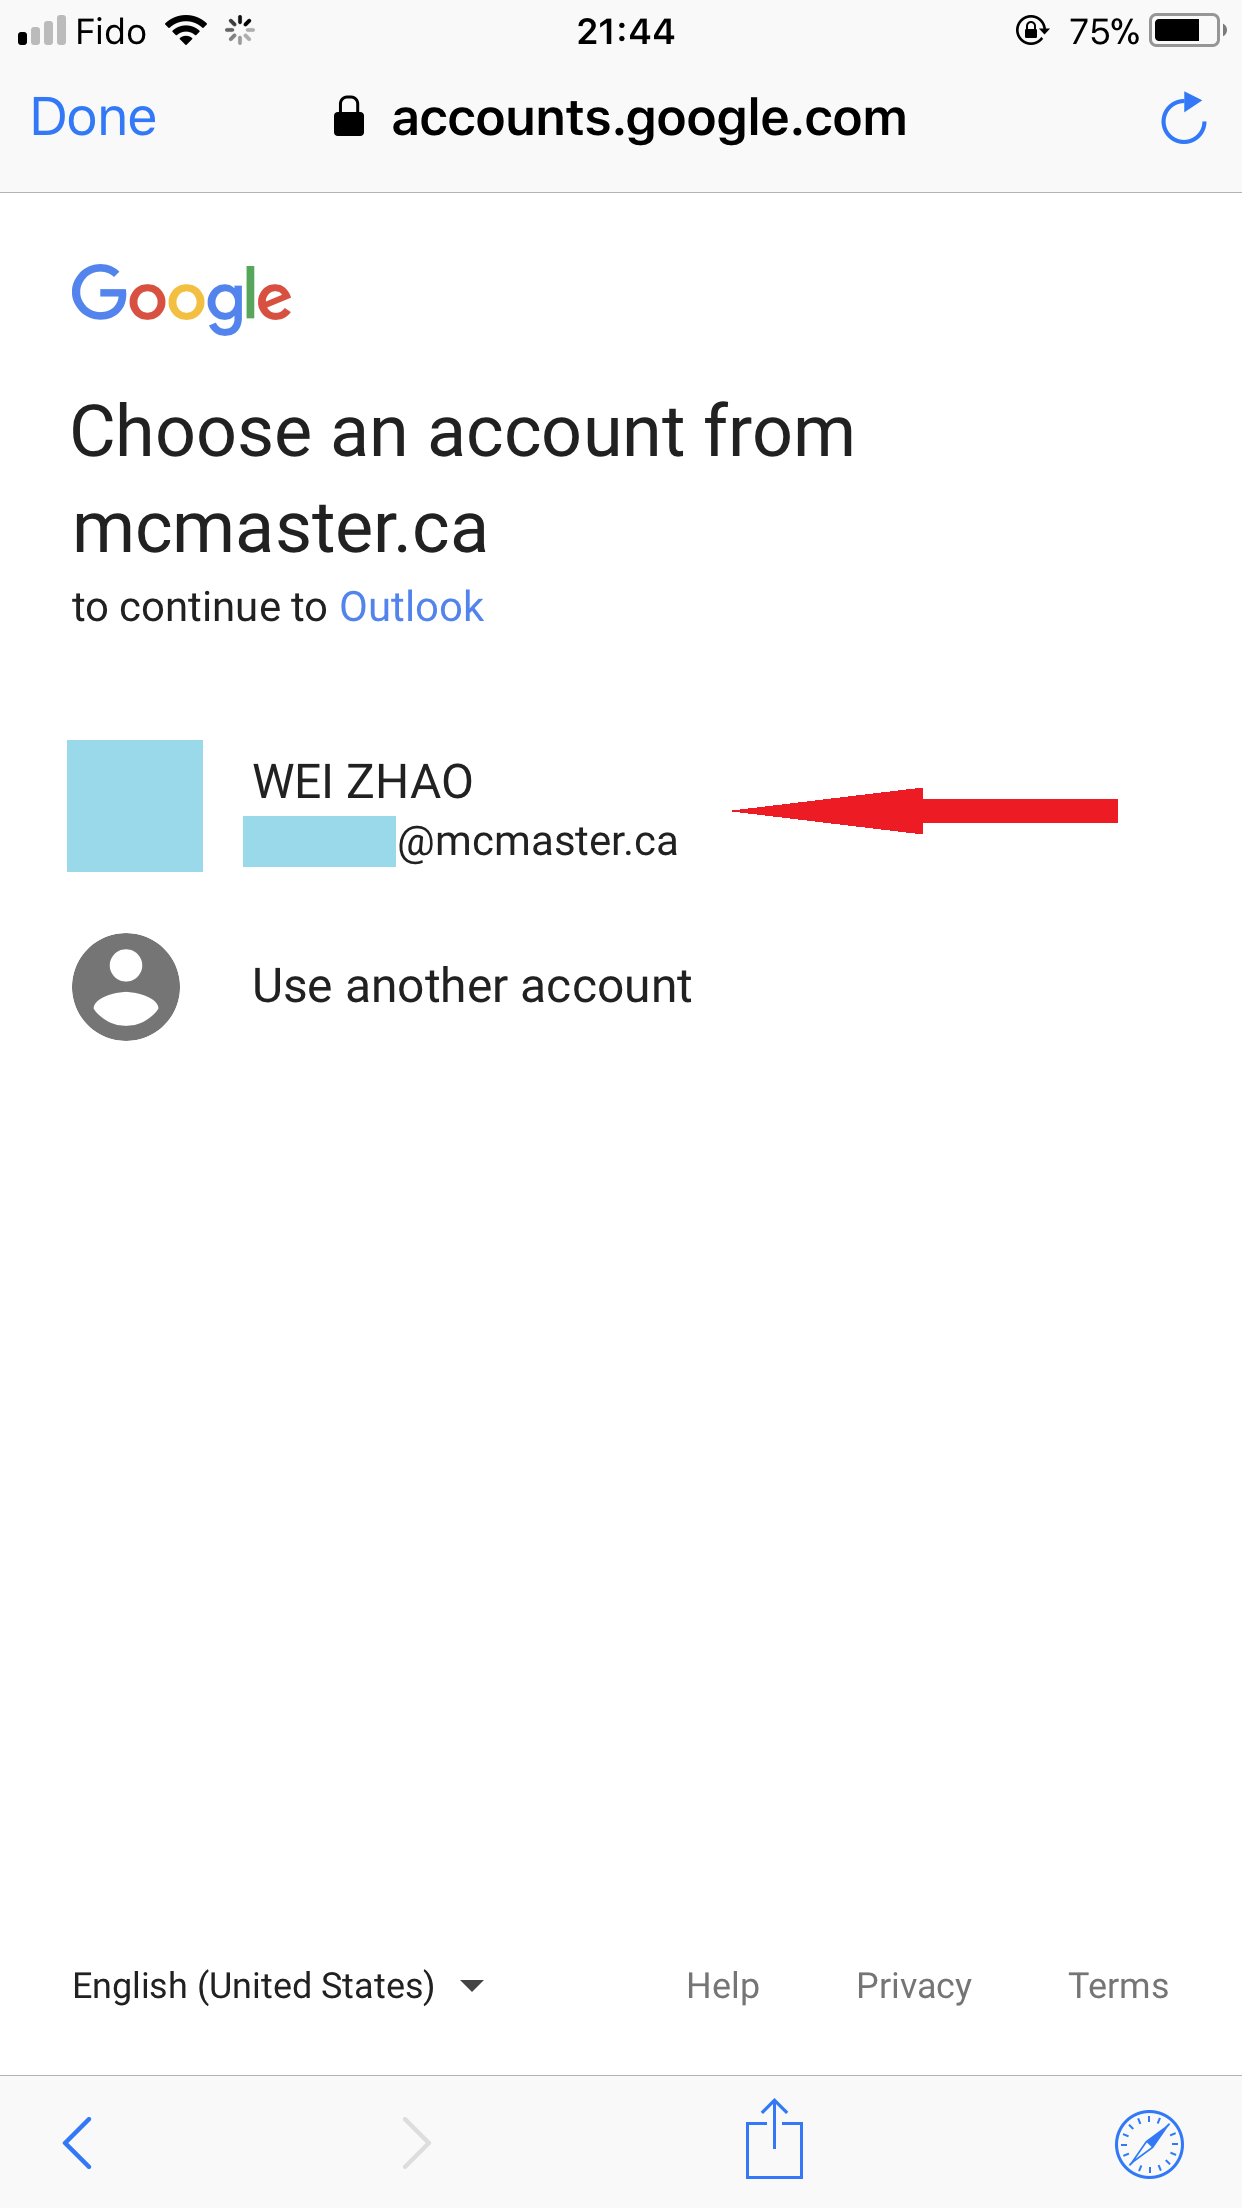 Fido 21:44 75%
Done accounts.google.com
Google
Choose an account from
mcmaster.ca
to continue to Outlook
WEI ZHAO
@mcmaster.ca
Use another account
English (United States) Help Privacy Terms